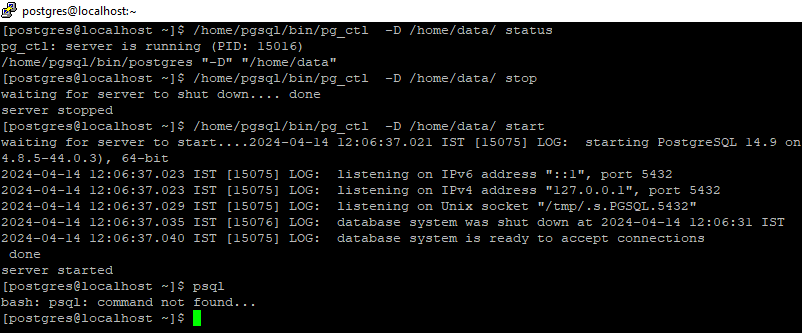 postgres@localhost:~
[postgres@localhost ~]$ /home/pgsql/bin/pg_ctl  -D /home/data/ status
pg_ctl: server is running (PID: 15016)
/home/pgsql/bin/postgres "-D" "/home/data"
[postgres@localhost ~]$ /home/pgsql/bin/pg_ctl  -D /home/data/ stop
waiting for server to shut down.... done
server stopped
[postgres@localhost ~]$ /home/pgsql/bin/pg_ctl  -D /home/data/ start
waiting for server to start....2024-04-14 12:06:37.021 IST [15075] LOG:  starting PostgreSQL 14.9 on
4.8.5-44.0.3), 64-bit
2024-04-14 12:06:37.023 IST [15075] LOG:  listening on IPv6 address "::1", port 5432
2024-04-14 12:06:37.023 IST [15075] LOG:  listening on IPv4 address "127.0.0.1", port 5432
2024-04-14 12:06:37.029 IST [15075] LOG:  listening on Unix socket "/tmp/.s.PGSQL.5432"
2024-04-14 12:06:37.035 IST [15076] LOG:  database system was shut down at 2024-04-14 12:06:31 IST
2024-04-14 12:06:37.040 IST [15075] LOG:  database system is ready to accept connections
 done
server started
[postgres@localhost ~]$ psql
bash: psql: command not found...
[postgres@localhost ~]$